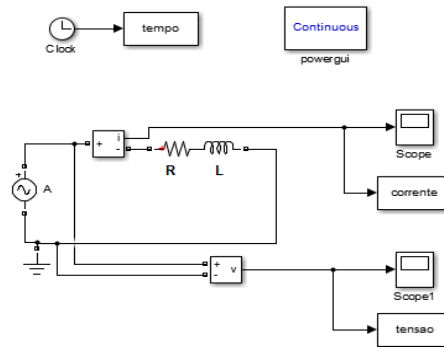 Clock
tempo
Continuous
powergui
+
-
i
R
L
Scope
corrente
+
A
+
-
v
Scope1
tensao